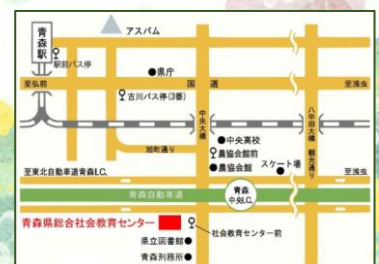 アスパム
青森駅
駅前バス停
●県庁
至弘前
国道
至浅虫
古川バス停(3番)
中央大橋
八甲田大橋
観光通り
●中央高校
旭町通り
農協会館前
●農協会館
スケート場
至東北自動車道青森I.C.
至浅虫
青森自動車道
青森中央I.C.
青森県総合社会教育センター
社会教育センター前
県立図書館●
青森刑務所●